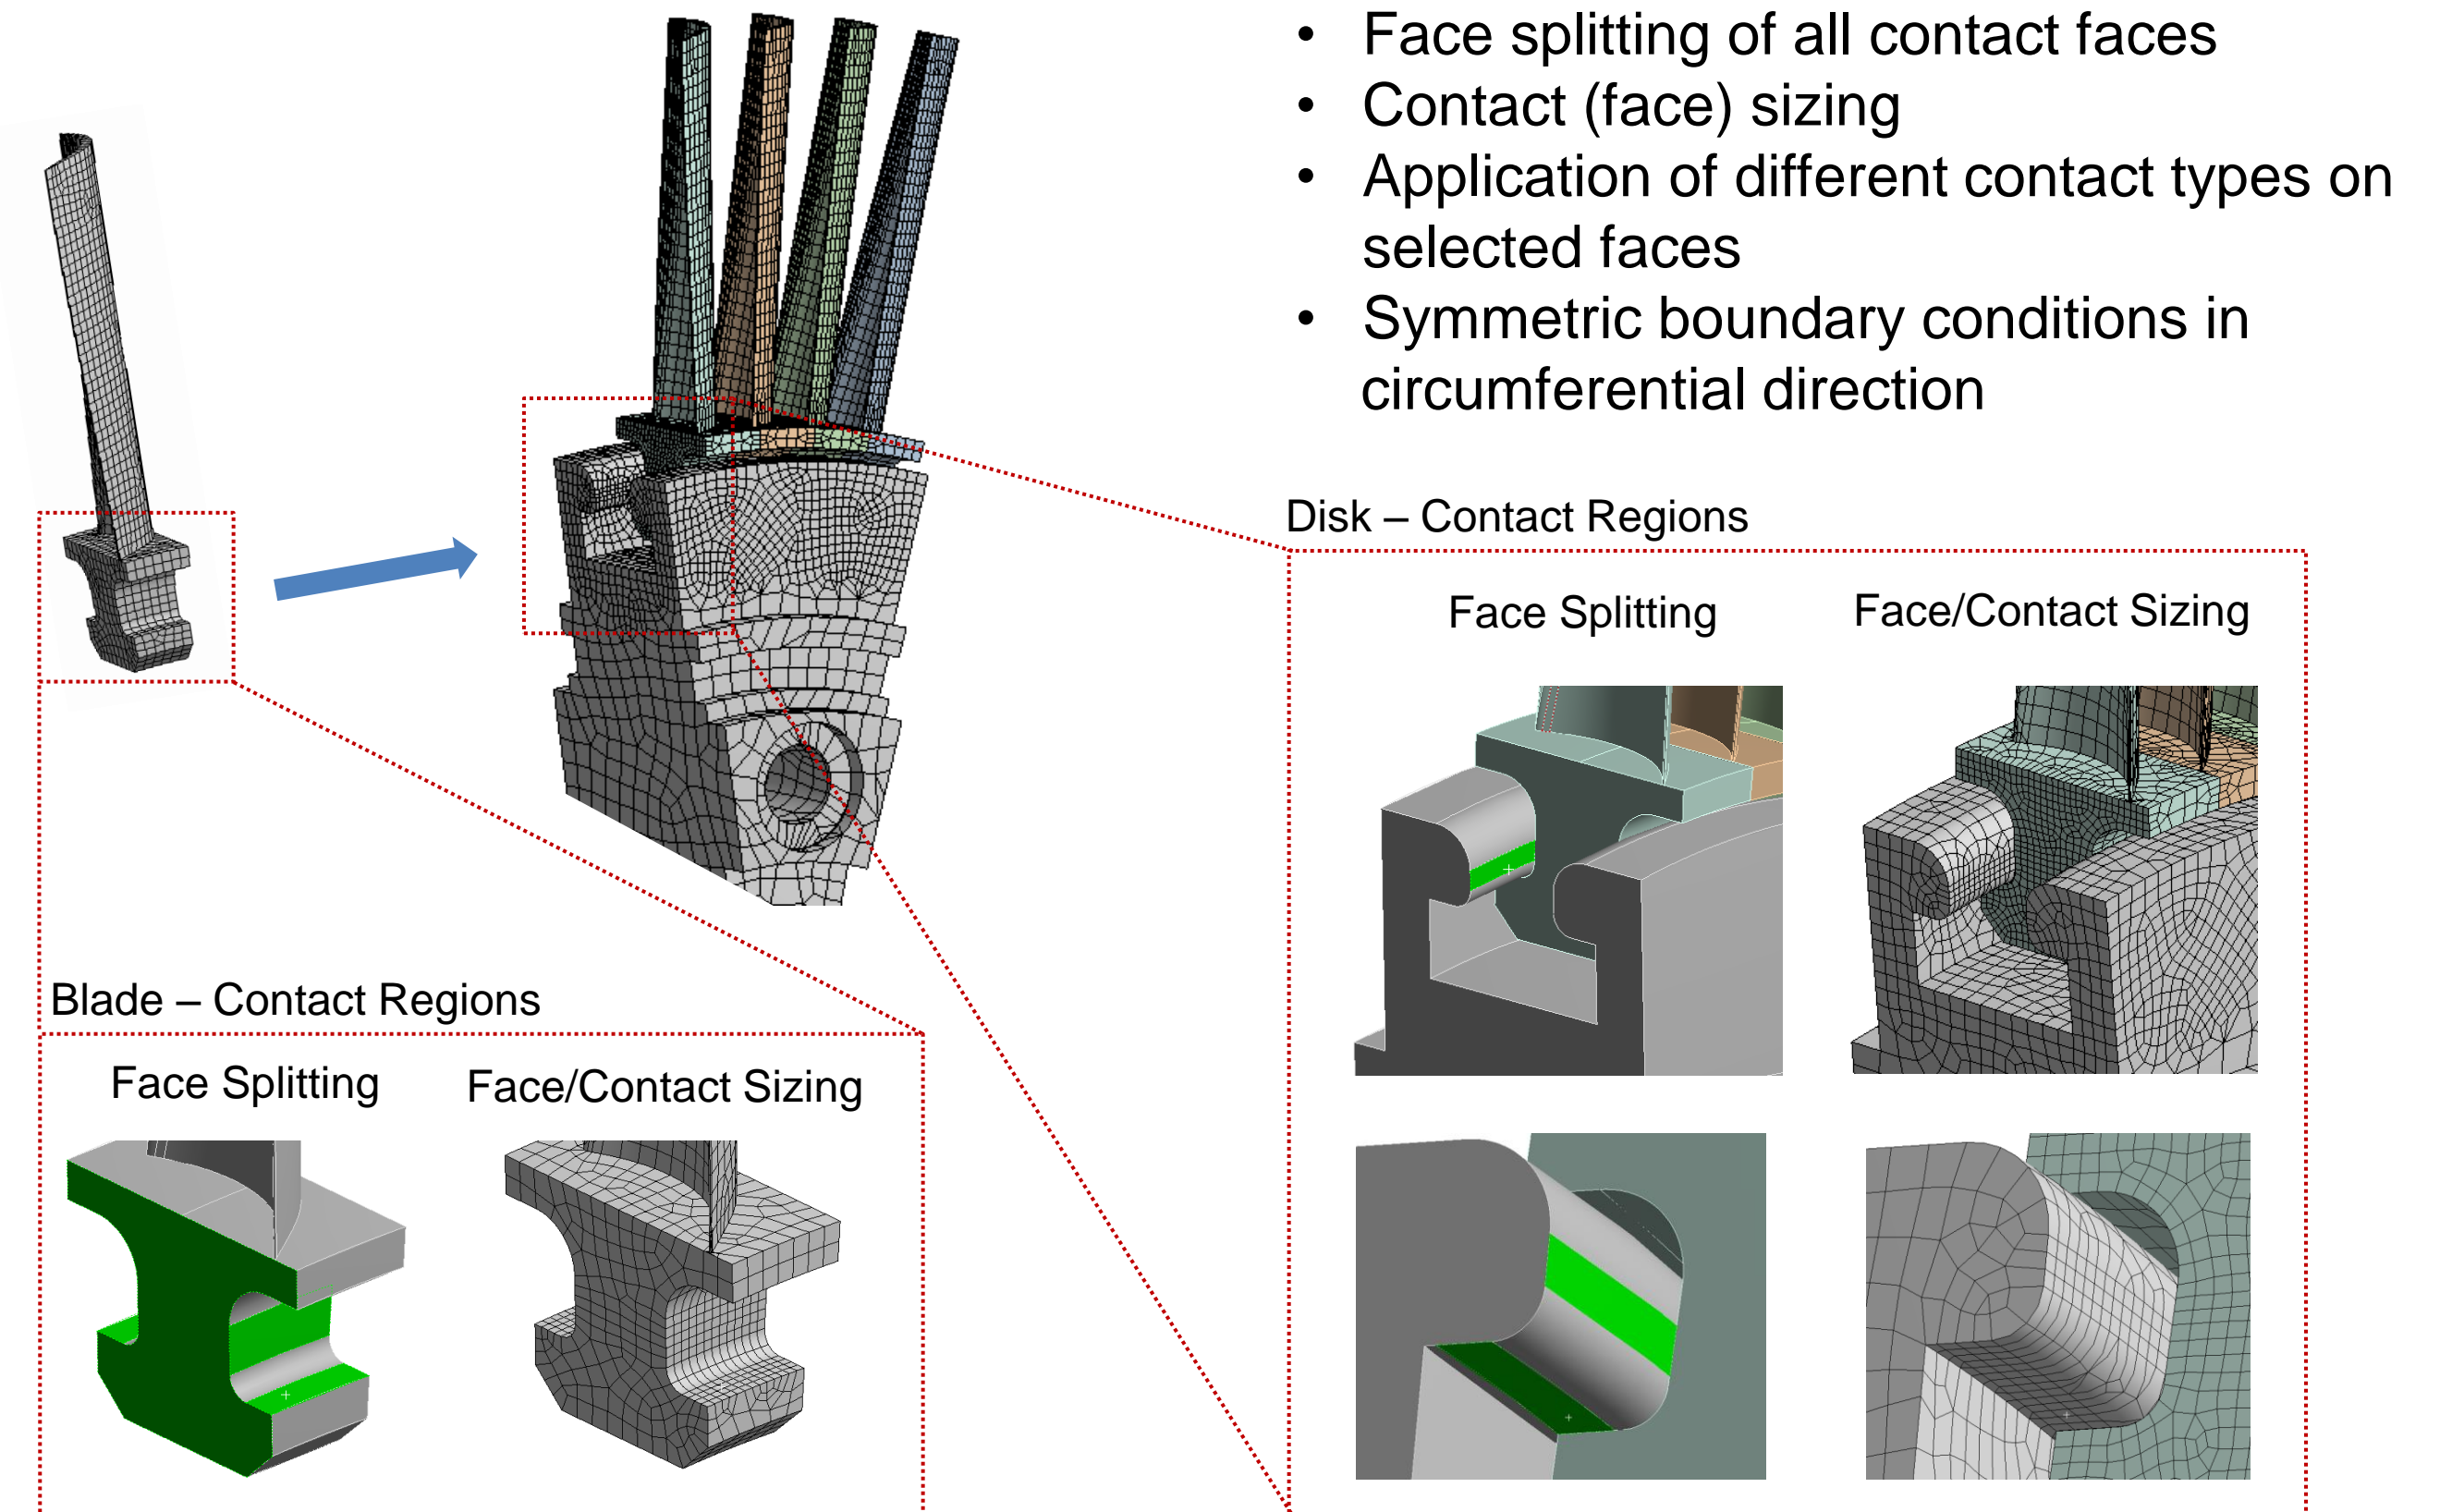 • Face splitting of all contact faces
• Contact (face) sizing
• Application of different contact types on
selected faces
• Symmetric boundary conditions in
circumferential direction
Disk – Contact Regions
Face Splitting
Face/Contact Sizing
Blade – Contact Regions
Face Splitting
Face/Contact Sizing